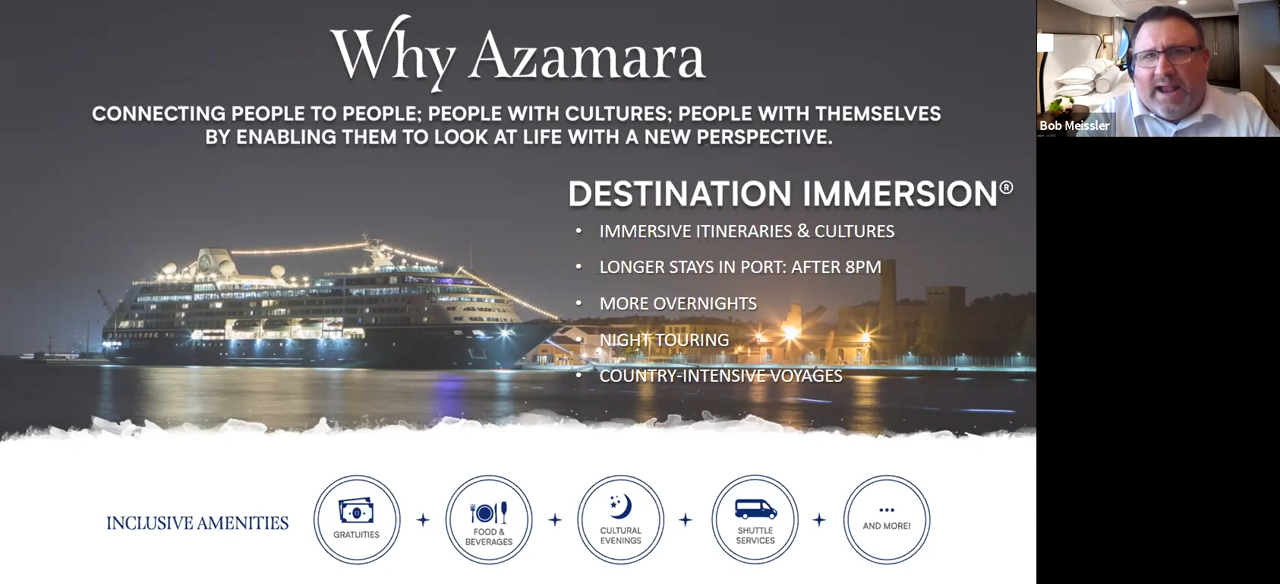 Why Azamara
CONNECTING PEOPLE TO PEOPLE; PEOPLE WITH CULTURES; PEOPLE WITH THEMSELVES
BY ENABLING THEM TO LOOK AT LIFE WITH A NEW PERSPECTIVE.
DESTINATION IMMERSION®
• IMMERSIVE ITINERARIES & CULTURES
• LONGER STAYS IN PORT: AFTER 8PM
• MORE OVERNIGHTS
• NIGHT TOURING
• COUNTRY-INTENSIVE VOYAGES
INCLUSIVE AMENITIES
GRATUITIES
FOOD &
BEVERAGES
CULTURAL
EVENINGS
SHUTTLE
SERVICES
AND MORE!
Bob Meissler